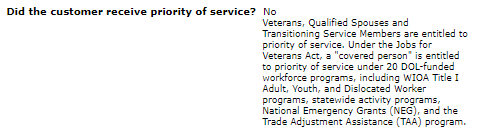 Did the customer receive priority of service? No
Veterans, Qualified Spouses and
Transitioning Service Members are entitled to
priority of service. Under the Jobs for
Veterans Act, a "covered person" is entitled
to priority of service under 20 DOL-funded
workforce programs, including WIOA Title I
Adult, Youth, and Dislocated Worker
programs, statewide activity programs,
National Emergency Grants (NEG), and the
Trade Adjustment Assistance (TAA) program.